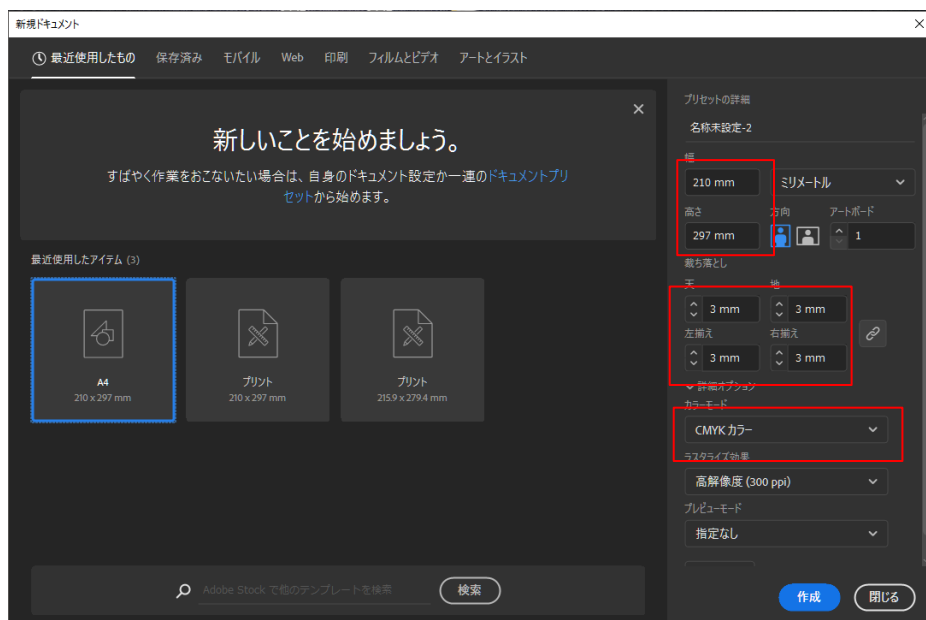 新規ドキュメント
最近使用したもの 保存済み モバイル Web 印刷 フィルムとビデオ アートとイラスト
新しいことを始めましょう。
すばやく作業をおこないたい場合は、自身のドキュメント設定か一連のドキュメントプリ
セットから始めます。
最近使用したアイテム (3)
A4
210 x 297 mm
プリント
210 x 297 mm
プリント
215.9 x 279.4 mm
Adobe Stock で他のテンプレートを検索
検索
プリセットの詳細
名称未設定-2
幅
210 mm ミリメートル
高さ 方向 アートボード
297 mm 1
裁ち落とし
天 地
3 mm 3 mm
左揃え 右揃え
3 mm 3 mm
詳細オプション
カラーモード
CMYK カラー
ラスタライズ効果
高解像度 (300 ppi)
プレビューモード
指定なし
作成 閉じる